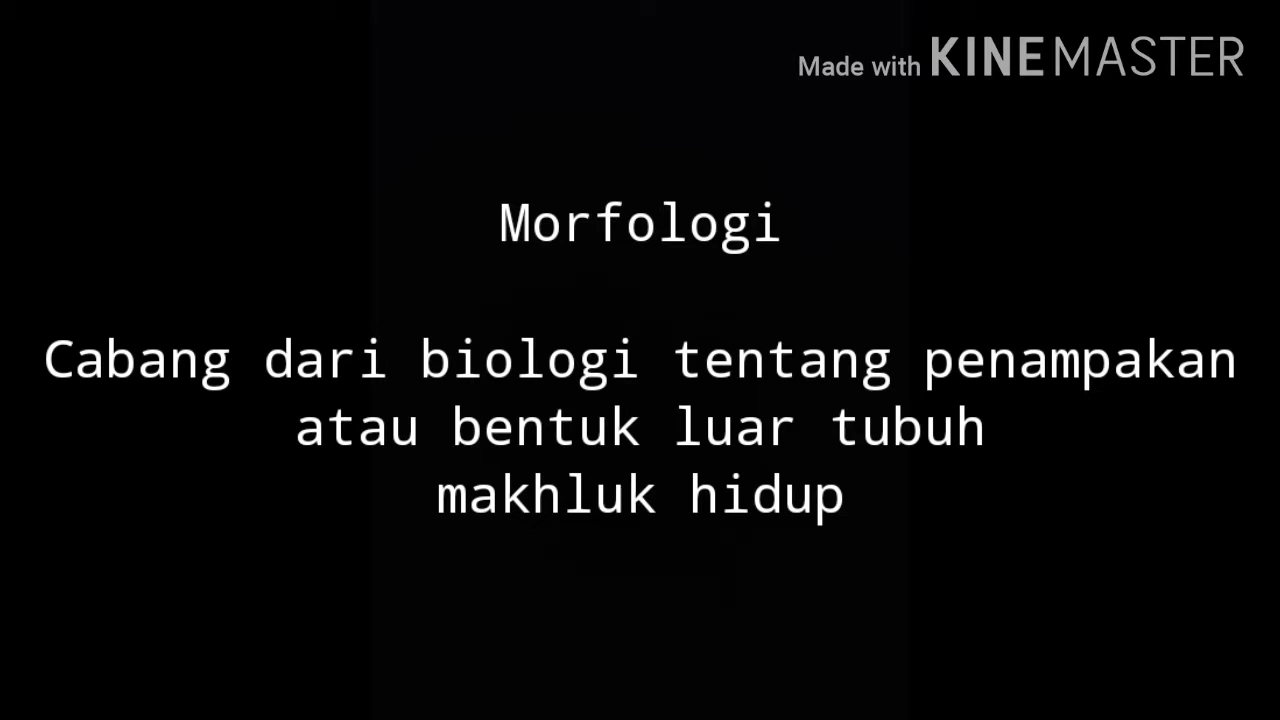 Made with KINEMASTER
Morfologi
Cabang dari biologi tentang penampakan
atau bentuk luar tubuh
makhluk hidup